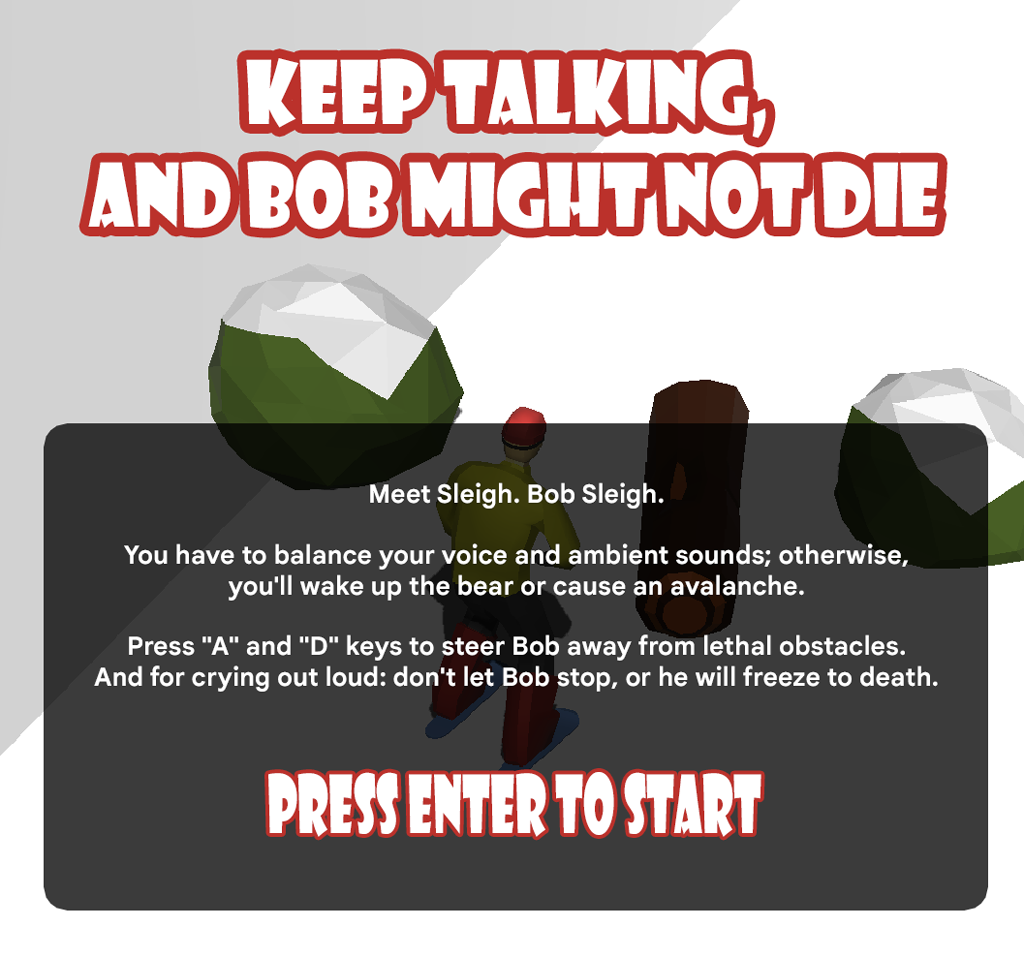 KEEP TALKING,
AND BOB MIGHT NOT DIE
Meet Sleigh. Bob Sleigh.
You have to balance your voice and ambient sounds; otherwise,
you'll wake up the bear or cause an avalanche.
Press "A" and "D" keys to steer Bob away from lethal obstacles.
And for crying out loud: don't let Bob stop, or he will freeze to death.
PRESS ENTER TO START